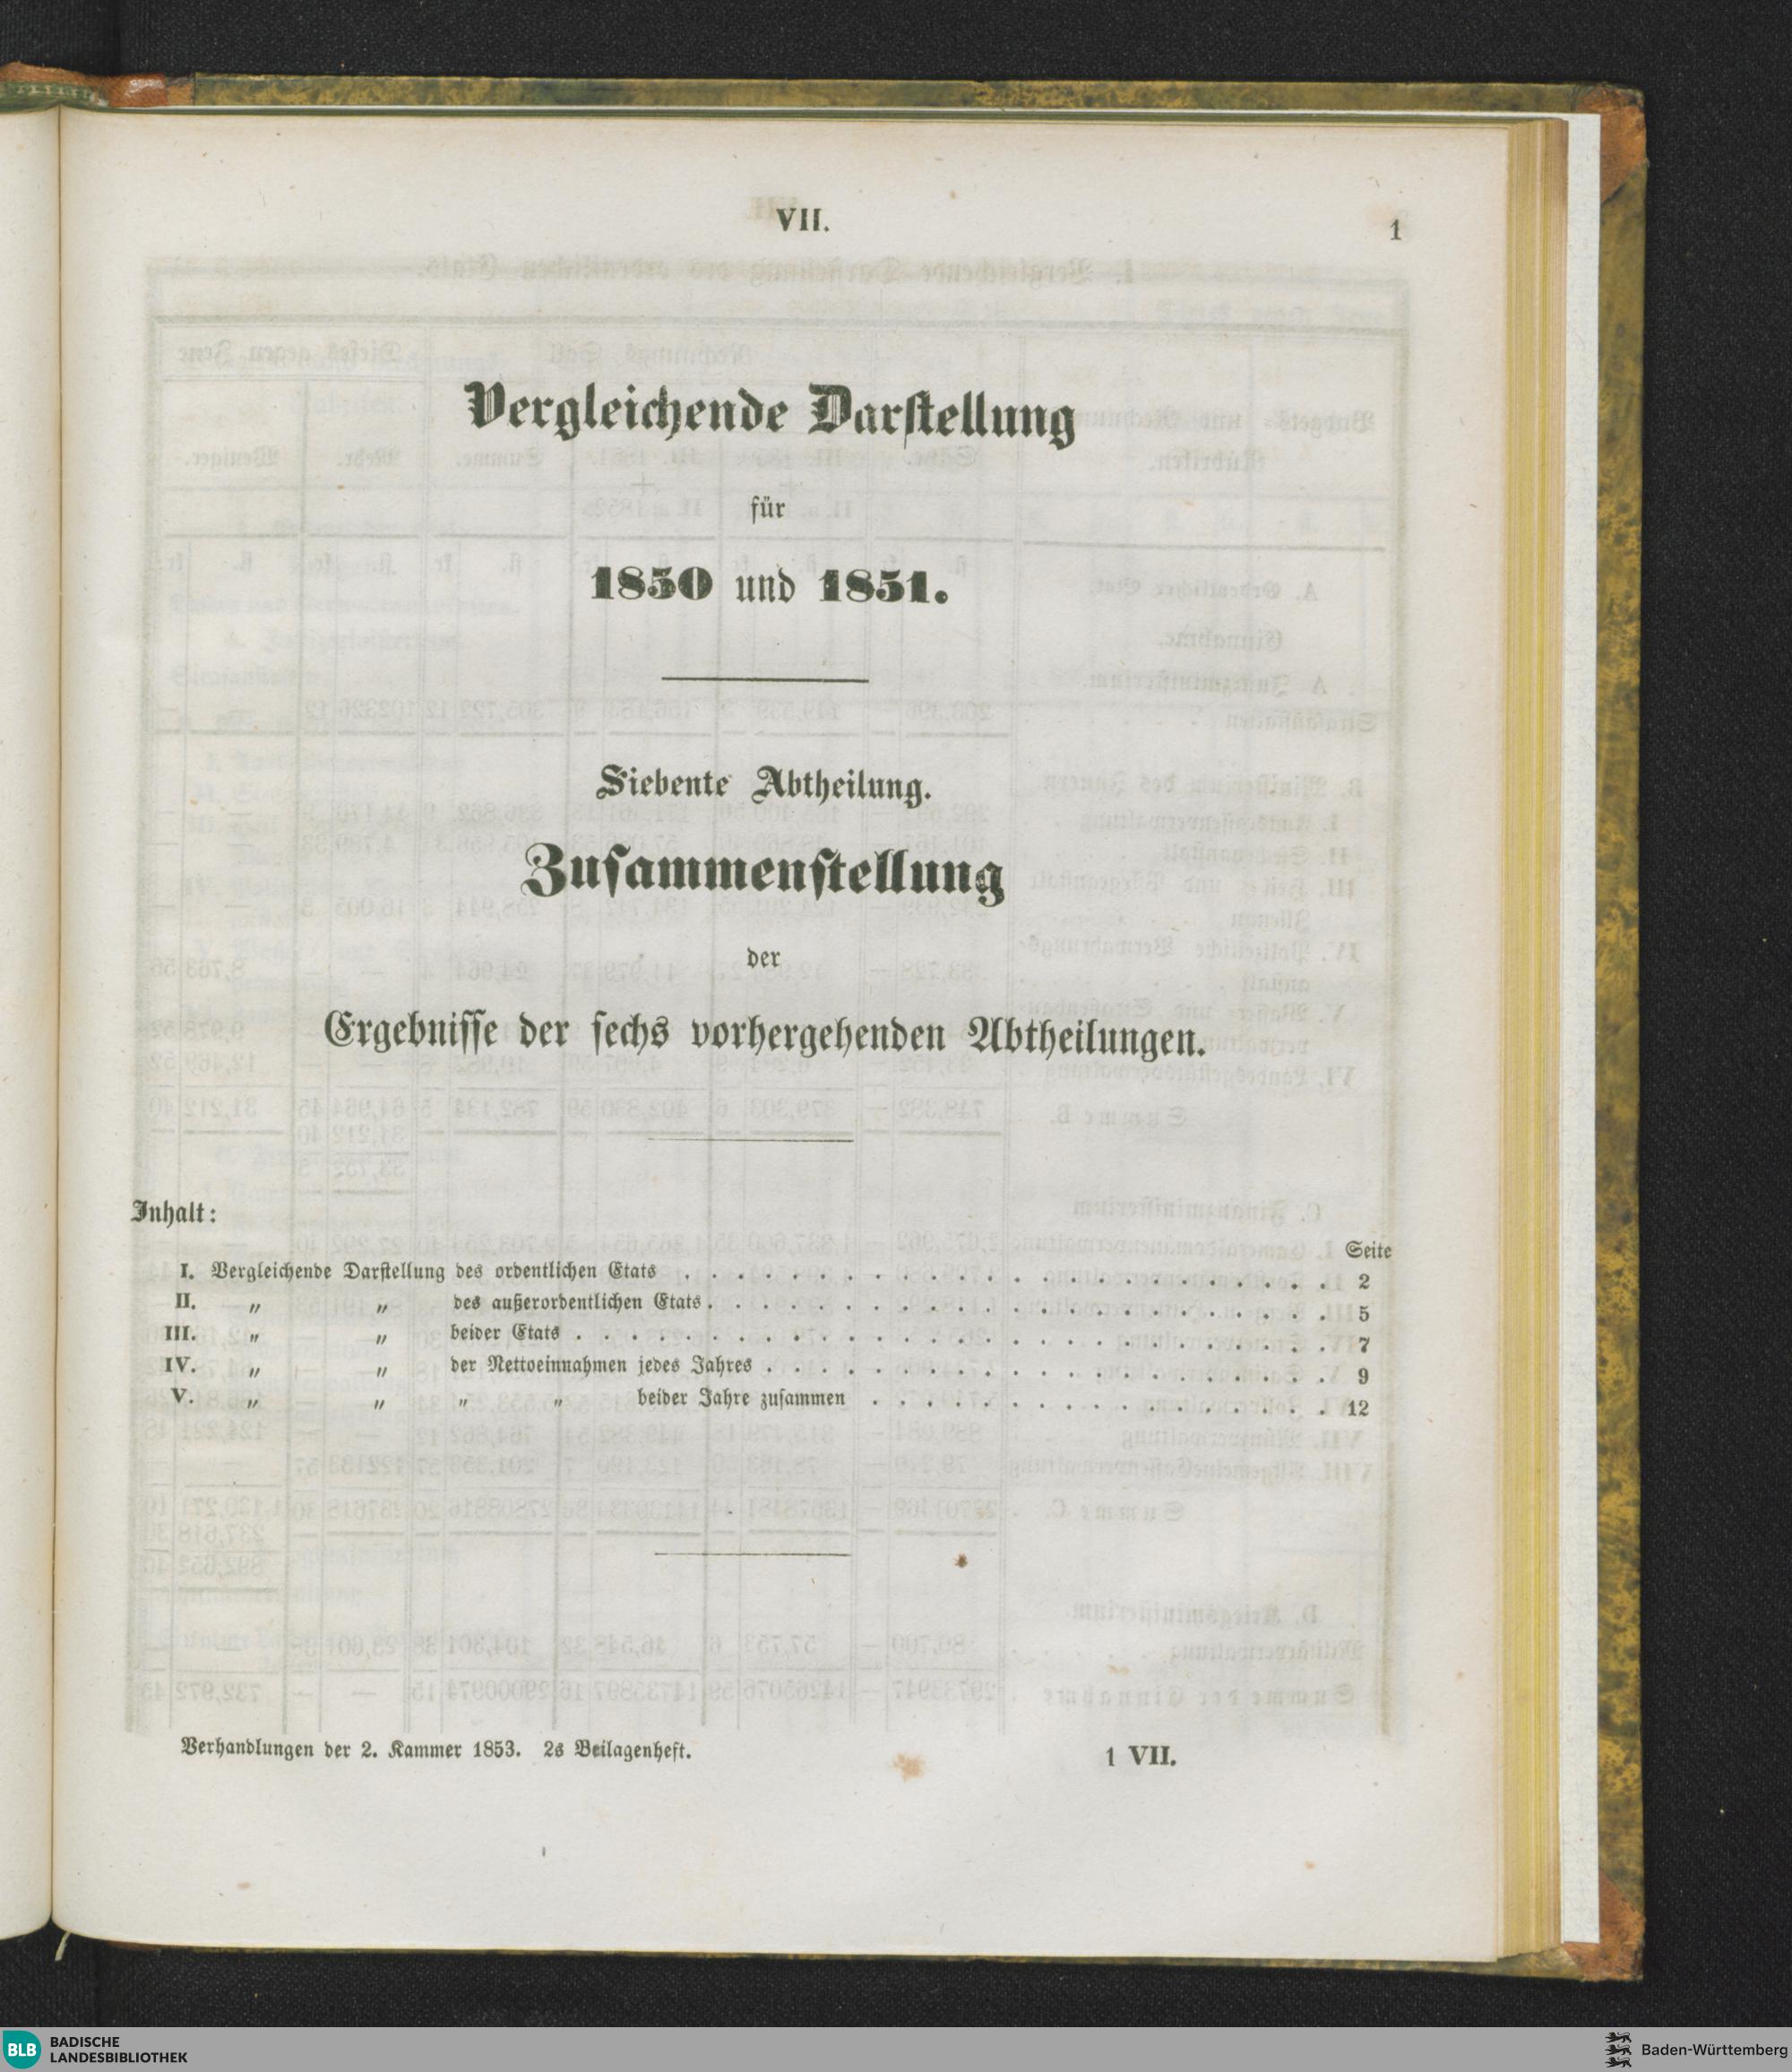 VII.
1
Vergleichende Darstellung
für
1850 und 1851.
Siebente Abtheilung.
Zusammenstellung
der
Ergebnisse der sechs vorhergehenden Abtheilungen.
Inhalt:
Seite
I. Vergleichende Darstellung des ordentlichen Etats . . . . . . . . . . . . . . . . . . . . . . . . 2
II. „ „ des außerordentlichen Etats . . . . . . . . . . . . . . . . . . . . . . . 5
III. „ „ beider Etats . . . . . . . . . . . . . . . . . . . . . . . . . . . . 7
IV. „ „ der Nettoeinnahmen jedes Jahres . . . . . . . . . . . . . . . . . . . . . 9
V. „ „ „ „ beider Jahre zusammen . . . . . . . . . . . . . . . . . 12
Verhandlungen der 2. Kammer 1853. 2s Beilagenheft.
1 VII.
BLB BADISCHE
LANDESBIBLIOTHEK
Baden-Württemberg